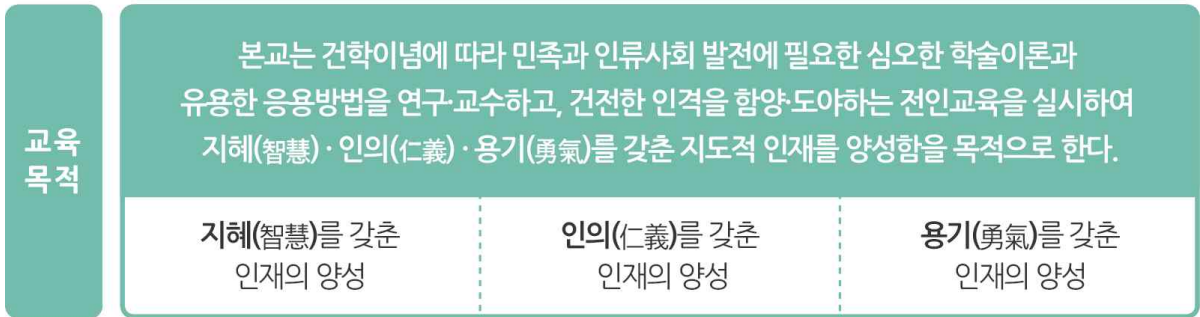 교육
목적
본교는 건학이념에 따라 민족과 인류사회 발전에 필요한 심오한 학술이론과
유용한 응용방법을 연구·교수하고, 건전한 인격을 함양·도야하는 전인교육을 실시하여
지혜(智慧) · 인의(仁義) · 용기(勇氣)를 갖춘 지도적 인재를 양성함을 목적으로 한다.
지혜(智慧)를 갖춘
인재의 양성
인의(仁義)를 갖춘
인재의 양성
용기(勇氣)를 갖춘
인재의 양성